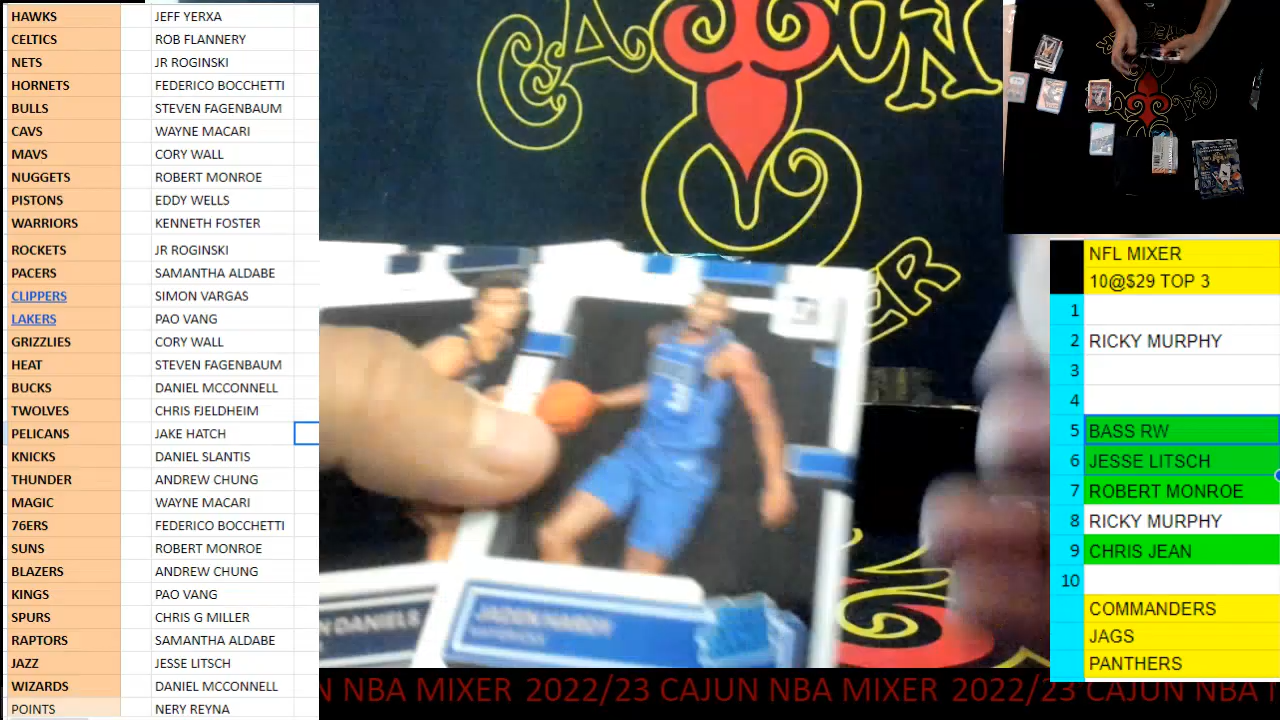 HAWKS JEFF YERXA
CELTICS ROB FLANNERY
NETS JR ROGINSKI
HORNETS FEDERICO BOCCHETTI
BULLS STEVEN FAGENBAUM
CAVS WAYNE MACARI
MAVS CORY WALL
NUGGETS ROBERT MONROE
PISTONS EDDY WELLS
WARRIORS KENNETH FOSTER
ROCKETS JR ROGINSKI
PACERS SAMANTHA ALDABE
CLIPPERS SIMON VARGAS
LAKERS PAO VANG
GRIZZLIES CORY WALL
HEAT STEVEN FAGENBAUM
BUCKS DANIEL MCCONNELL
TWOLVES CHRIS FJELDHEIM
PELICANS JAKE HATCH
KNICKS DANIEL SLANTIS
THUNDER ANDREW CHUNG
MAGIC WAYNE MACARI
76ERS FEDERICO BOCCHETTI
SUNS ROBERT MONROE
BLAZERS ANDREW CHUNG
KINGS PAO VANG
SPURS CHRIS G MILLER
RAPTORS SAMANTHA ALDABE
JAZZ JESSE LITSCH
WIZARDS DANIEL MCCONNELL
POINTS NERY REYNA
CAJUN
ER
3
N DANIELS
JADEN HARDY
N NBA MIXER 2022/23 CAJUN NBA MIXER 2022/23 CAJUN NBA
NFL MIXER
10@$29 TOP 3
1
2 RICKY MURPHY
3
4
5 BASS RW
6 JESSE LITSCH
7 ROBERT MONROE
8 RICKY MURPHY
9 CHRIS JEAN
10
COMMANDERS
JAGS
PANTHERS